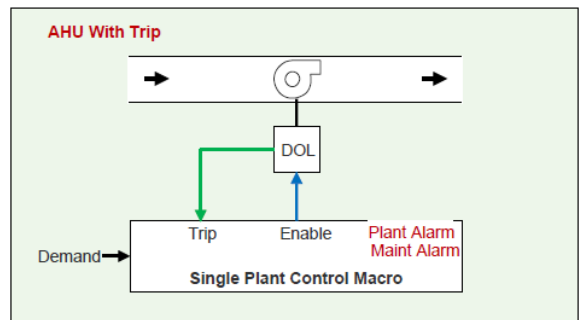 AHU With Trip
DOL
Trip Enable Plant Alarm
Maint Alarm
Demand
Single Plant Control Macro